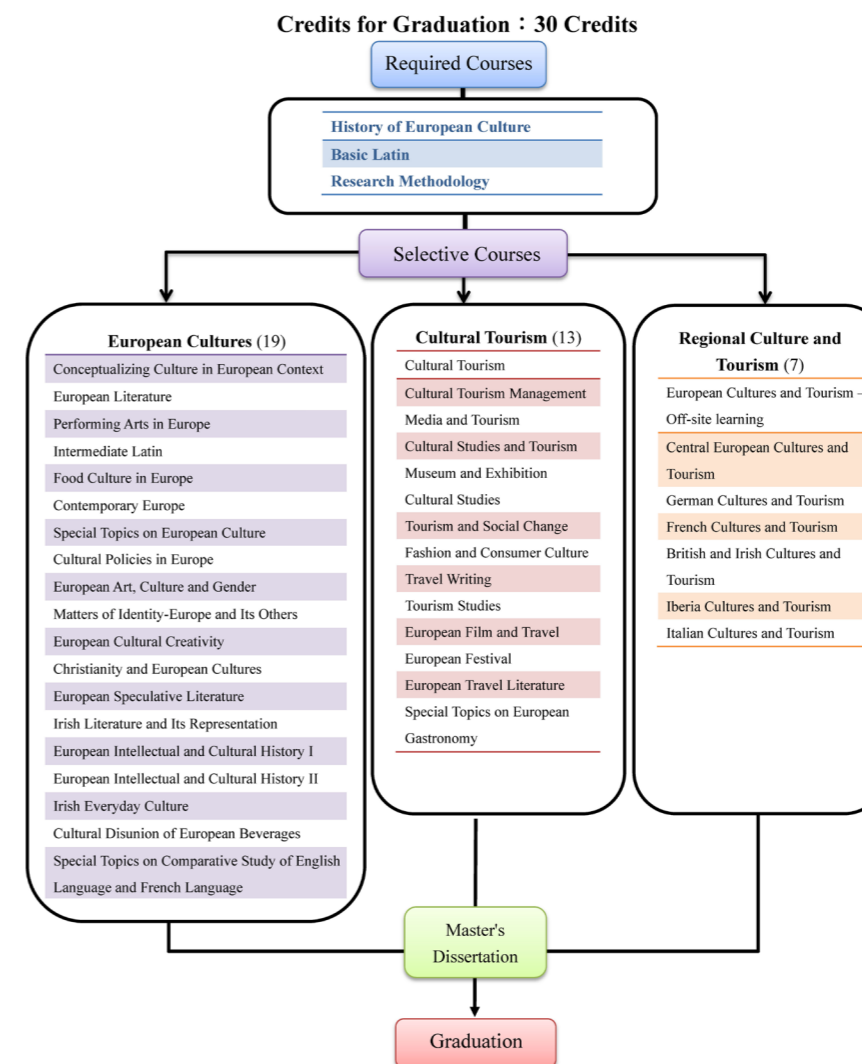 Credits for Graduation：30 Credits
Required Courses
History of European Culture
Basic Latin
Research Methodology
Selective Courses
European Cultures (19)
Conceptualizing Culture in European Context
European Literature
Performing Arts in Europe
Intermediate Latin
Food Culture in Europe
Contemporary Europe
Special Topics on European Culture
Cultural Policies in Europe
European Art, Culture and Gender
Matters of Identity-Europe and Its Others
European Cultural Creativity
Christianity and European Cultures
European Speculative Literature
Irish Literature and Its Representation
European Intellectual and Cultural History I
European Intellectual and Cultural History II
Irish Everyday Culture
Cultural Disunion of European Beverages
Special Topics on Comparative Study of English
Language and French Language
Cultural Tourism (13)
Cultural Tourism
Cultural Tourism Management
Media and Tourism
Cultural Studies and Tourism
Museum and Exhibition
Cultural Studies
Tourism and Social Change
Fashion and Consumer Culture
Travel Writing
Tourism Studies
European Film and Travel
European Festival
European Travel Literature
Special Topics on European
Gastronomy
Regional Culture and
Tourism (7)
European Cultures and Tourism –
Off-site learning
Central European Cultures and
Tourism
German Cultures and Tourism
French Cultures and Tourism
British and Irish Cultures and
Tourism
Iberia Cultures and Tourism
Italian Cultures and Tourism
Master's
Dissertation
Graduation